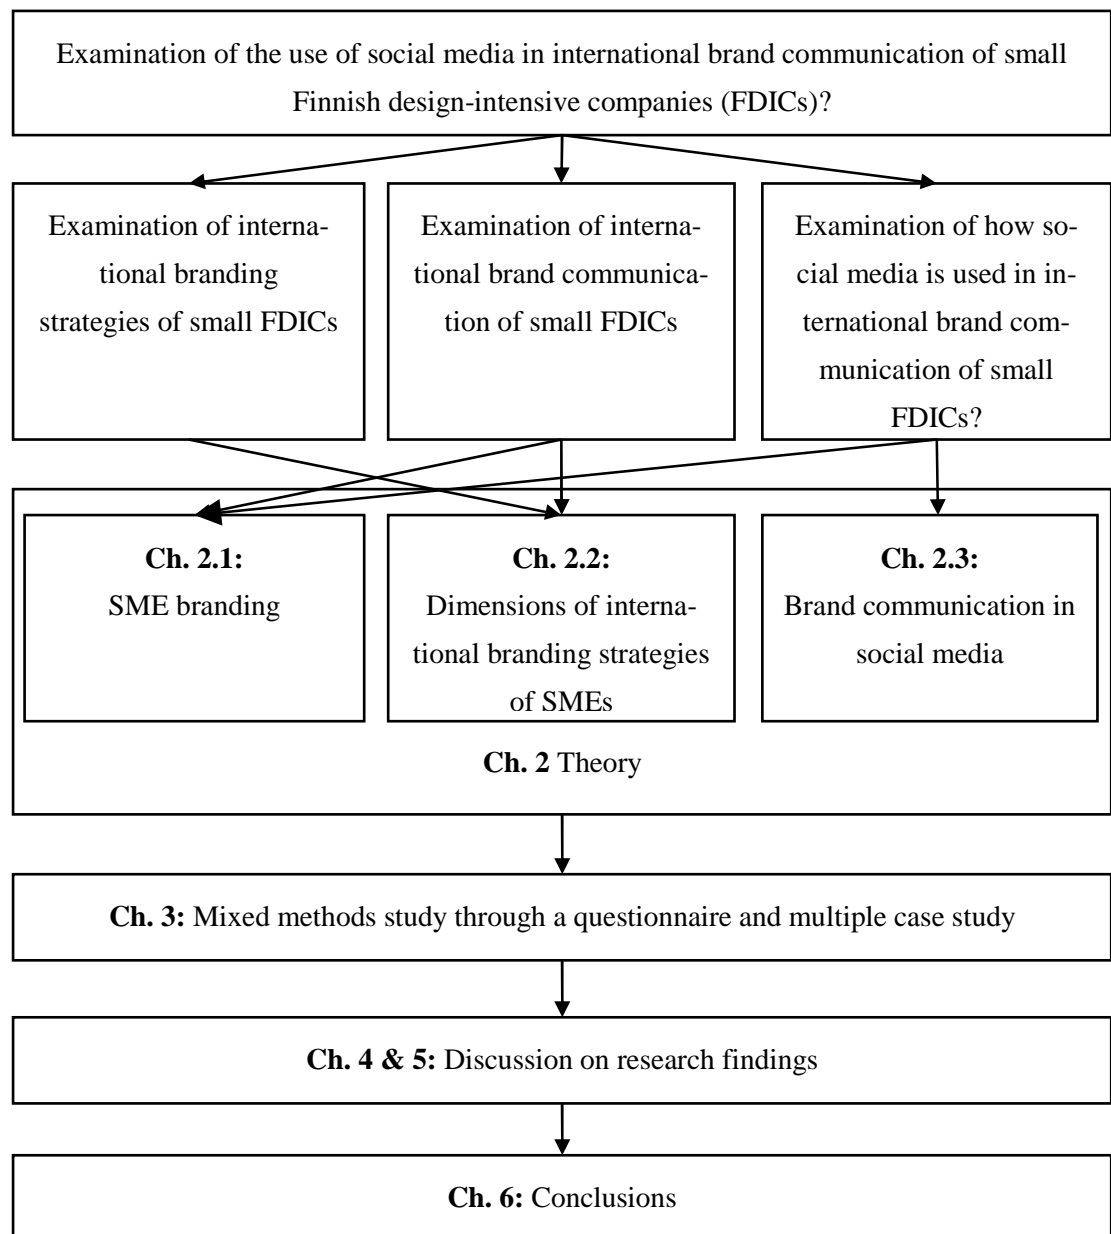 Examination of the use of social media in international brand communication of small
Finnish design-intensive companies (FDICs)?
Examination of interna-
tional branding
strategies of small FDICs
Examination of interna-
tional brand communica-
tion of small FDICs
Examination of how so-
cial media is used in in-
ternational brand com-
munication of small
FDICs?
Ch. 2.1:
SME branding
Ch. 2.2:
Dimensions of interna-
tional branding strategies
of SMEs
Ch. 2.3:
Brand communication in
social media
Ch. 2 Theory
Ch. 3: Mixed methods study through a questionnaire and multiple case study
Ch. 4 & 5: Discussion on research findings
Ch. 6: Conclusions